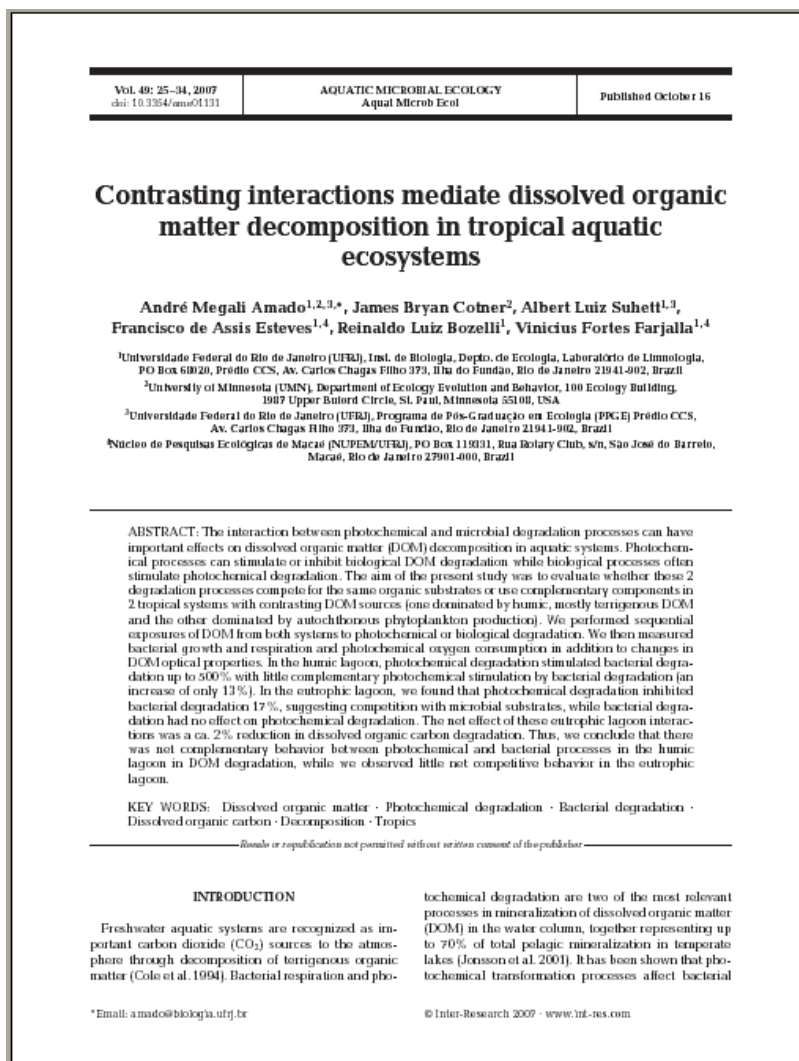 Vol. 49: 25–34, 2007
doi: 10.3354/ame01131
AQUATIC MICROBIAL ECOLOGY
Aquat Microb Ecol
Published October 16
Contrasting interactions mediate dissolved organic
matter decomposition in tropical aquatic
ecosystems
André Megali Amado1,2,3,*, James Bryan Cotner2, Albert Luiz Suhett1,3,
Francisco de Assis Esteves1,4, Reinaldo Luiz Bozelli1, Vinicius Fortes Farjalla1,4
1Universidade Federal do Rio de Janeiro (UFRJ), Inst. de Biologia, Depto. de Ecologia, Laboratório de Limnologia,
PO Box 68020, Prédio CCS, Av. Carlos Chagas Filho 373, Ilha do Fundão, Rio de Janeiro 21941-902, Brazil
2University of Minnesota (UMN), Department of Ecology Evolution and Behavior, 100 Ecology Building,
1987 Upper Buford Circle, St. Paul, Minnesota 55108, USA
3Universidade Federal do Rio de Janeiro (UFRJ), Programa de Pós-Graduação em Ecologia (PPGE) Prédio CCS,
Av. Carlos Chagas Filho 373, Ilha do Fundão, Rio de Janeiro 21941-902, Brazil
4Núcleo de Pesquisas Ecológicas de Macaé (NUPEM/UFRJ), PO Box 119331, Rua Rotary Club, s/n, São José do Barreto,
Macaé, Rio de Janeiro 27901-000, Brazil
ABSTRACT: The interaction between photochemical and microbial degradation processes can have
important effects on dissolved organic matter (DOM) decomposition in aquatic systems. Photochem-
ical processes can stimulate or inhibit biological DOM degradation while biological processes often
stimulate photochemical degradation. The aim of the present study was to evaluate whether these 2
degradation processes compete for the same organic substrates or use complementary components in
2 tropical systems with contrasting DOM sources (one dominated by humic, mostly terrigenous DOM
and the other dominated by autochthonous phytoplankton production). We performed sequential
exposures of DOM from both systems to photochemical or biological degradation. We then measured
bacterial growth and respiration and photochemical oxygen consumption in addition to changes in
DOM optical properties. In the humic lagoon, photochemical degradation stimulated bacterial degra-
dation up to 500% with little complementary photochemical stimulation by bacterial degradation (an
increase of only 13%). In the eutrophic lagoon, we found that photochemical degradation inhibited
bacterial degradation 17%, suggesting competition with microbial substrates, while bacterial degra-
dation had no effect on photochemical degradation. The net effect of these eutrophic lagoon interac-
tions was a ca. 2% reduction in dissolved organic carbon degradation. Thus, we conclude that there
was net complementary behavior between photochemical and bacterial processes in the humic
lagoon in DOM degradation, while we observed little net competitive behavior in the eutrophic
lagoon.
KEY WORDS: Dissolved organic matter · Photochemical degradation · Bacterial degradation ·
Dissolved organic carbon · Decomposition · Tropics
Resale or republication not permitted without written consent of the publisher
INTRODUCTION
Freshwater aquatic systems are recognized as im-
portant carbon dioxide (CO2) sources to the atmos-
phere through decomposition of terrigenous organic
matter (Cole et al. 1994). Bacterial respiration and pho-
tochemical degradation are two of the most relevant
processes in mineralization of dissolved organic matter
(DOM) in the water column, together representing up
to 70% of total pelagic mineralization in temperate
lakes (Jonsson et al. 2001). It has been shown that pho-
tochemical transformation processes affect bacterial
*Email: amado@biologia.ufrj.br
© Inter-Research 2007 · www.int-res.com